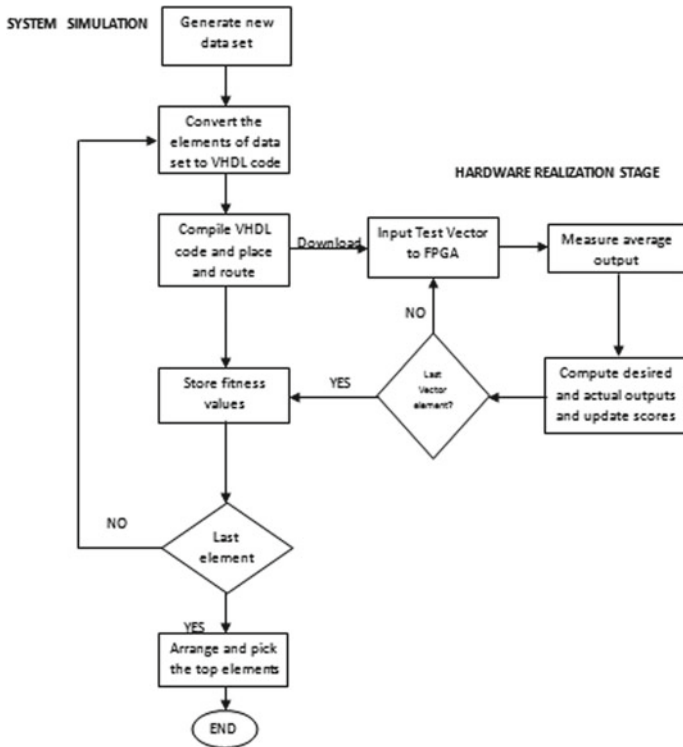 SYSTEM SIMULATION
Generate new
data set
Convert the
elements of data
set to VHDL code
HARDWARE REALIZATION STAGE
Compile VHDL
code and place
and route
Download
Input Test Vector
to FPGA
Measure average
output
NO
Store fitness
values
YES
Last
Vector
element?
Compute desired
and actual outputs
and update scores
NO
Last
element
YES
Arrange and pick
the top elements
END